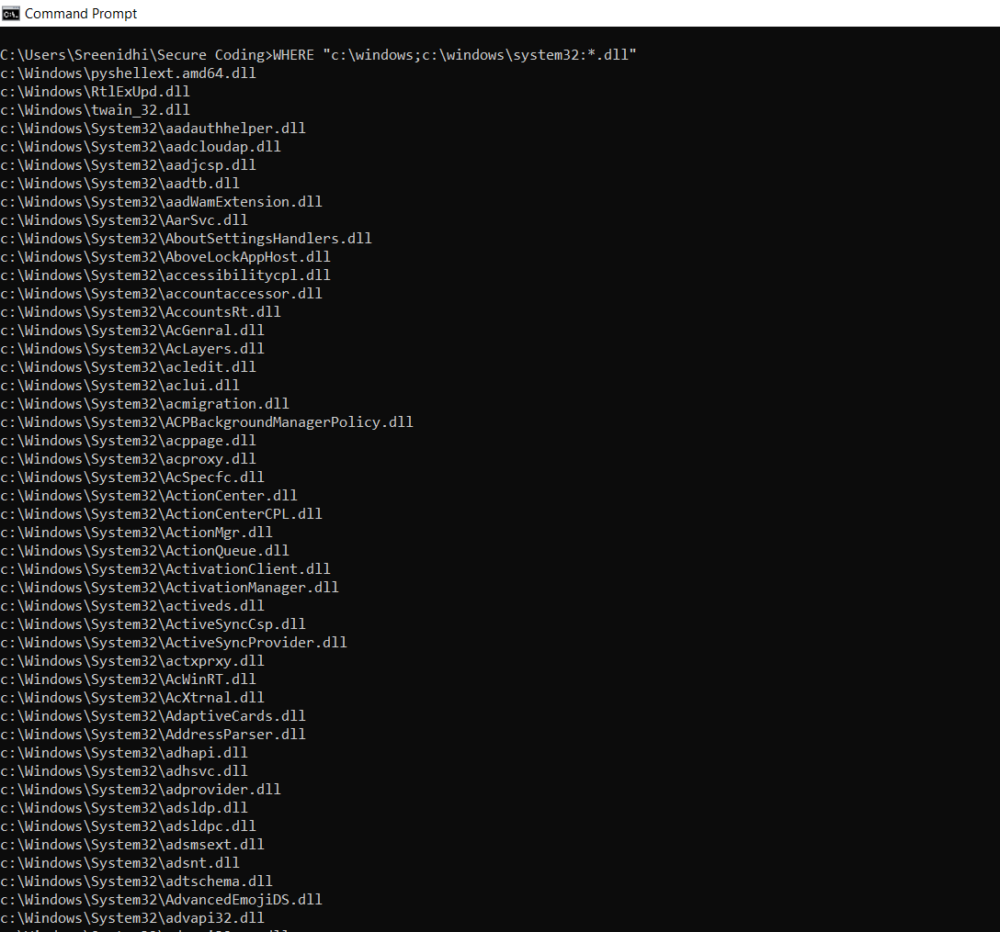 Command Prompt
C:\Users\Sreenidhi\Secure Coding>WHERE "c:\windows;c:\windows\system32:*.dll"
c:\Windows\pyshellext.amd64.dll
c:\Windows\RtlExUpd.dll
c:\Windows\twain_32.dll
c:\Windows\System32\aadauthhelper.dll
c:\Windows\System32\aadcloudap.dll
c:\Windows\System32\aadjcsp.dll
c:\Windows\System32\aadtb.dll
c:\Windows\System32\aadWamExtension.dll
c:\Windows\System32\AarSvc.dll
c:\Windows\System32\AboutSettingsHandlers.dll
c:\Windows\System32\AboveLockAppHost.dll
c:\Windows\System32\accessibilitycpl.dll
c:\Windows\System32\accountaccessor.dll
c:\Windows\System32\AccountsRt.dll
c:\Windows\System32\AcGenral.dll
c:\Windows\System32\AcLayers.dll
c:\Windows\System32\acledit.dll
c:\Windows\System32\aclui.dll
c:\Windows\System32\acmigration.dll
c:\Windows\System32\ACPBackgroundManagerPolicy.dll
c:\Windows\System32\acppage.dll
c:\Windows\System32\acproxy.dll
c:\Windows\System32\AcSpecfc.dll
c:\Windows\System32\ActionCenter.dll
c:\Windows\System32\ActionCenterCPL.dll
c:\Windows\System32\ActionMgr.dll
c:\Windows\System32\ActionQueue.dll
c:\Windows\System32\ActivationClient.dll
c:\Windows\System32\ActivationManager.dll
c:\Windows\System32\activeds.dll
c:\Windows\System32\ActiveSyncCsp.dll
c:\Windows\System32\ActiveSyncProvider.dll
c:\Windows\System32\actxprxy.dll
c:\Windows\System32\AcWinRT.dll
c:\Windows\System32\AcXtrnal.dll
c:\Windows\System32\AdaptiveCards.dll
c:\Windows\System32\AddressParser.dll
c:\Windows\System32\adhapi.dll
c:\Windows\System32\adhsvc.dll
c:\Windows\System32\adprovider.dll
c:\Windows\System32\adsldp.dll
c:\Windows\System32\adsldpc.dll
c:\Windows\System32\adsmsext.dll
c:\Windows\System32\adsnt.dll
c:\Windows\System32\adtschema.dll
c:\Windows\System32\AdvancedEmojiDS.dll
c:\Windows\System32\advapi32.dll